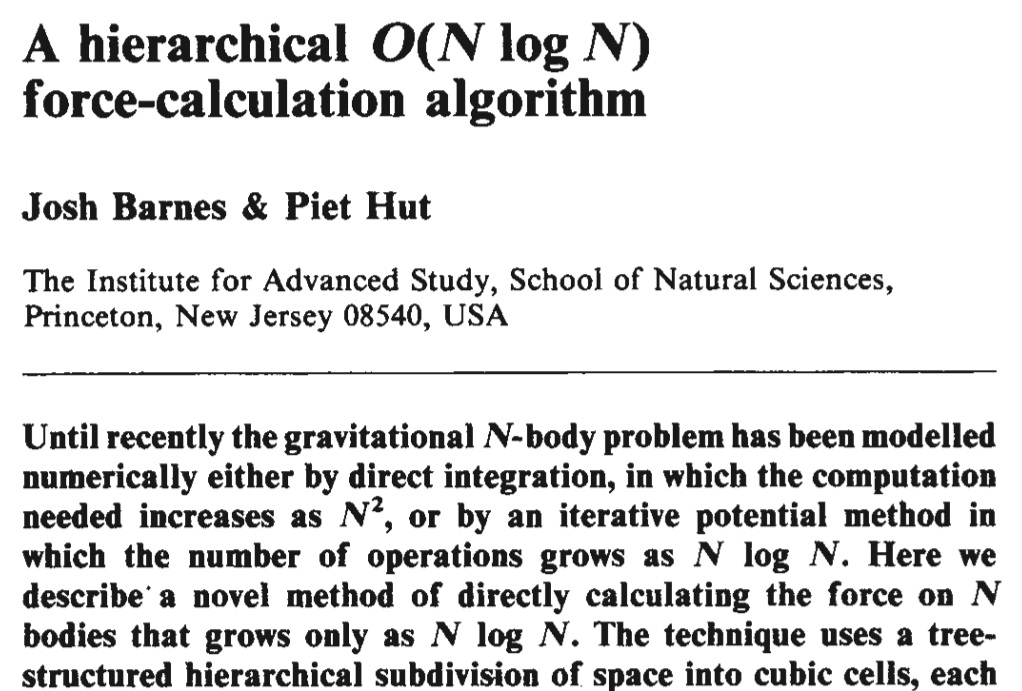 A hierarchical O(N log N)
force-calculation algorithm
Josh Barnes & Piet Hut
The Institute for Advanced Study, School of Natural Sciences,
Princeton, New Jersey 08540, USA
Until recently the gravitational N-body problem has been modelled
numerically either by direct integration, in which the computation
needed increases as N², or by an iterative potential method in
which the number of operations grows as N log N. Here we
describe a novel method of directly calculating the force on N
bodies that grows only as N log N. The technique uses a tree-
structured hierarchical subdivision of space into cubic cells, each